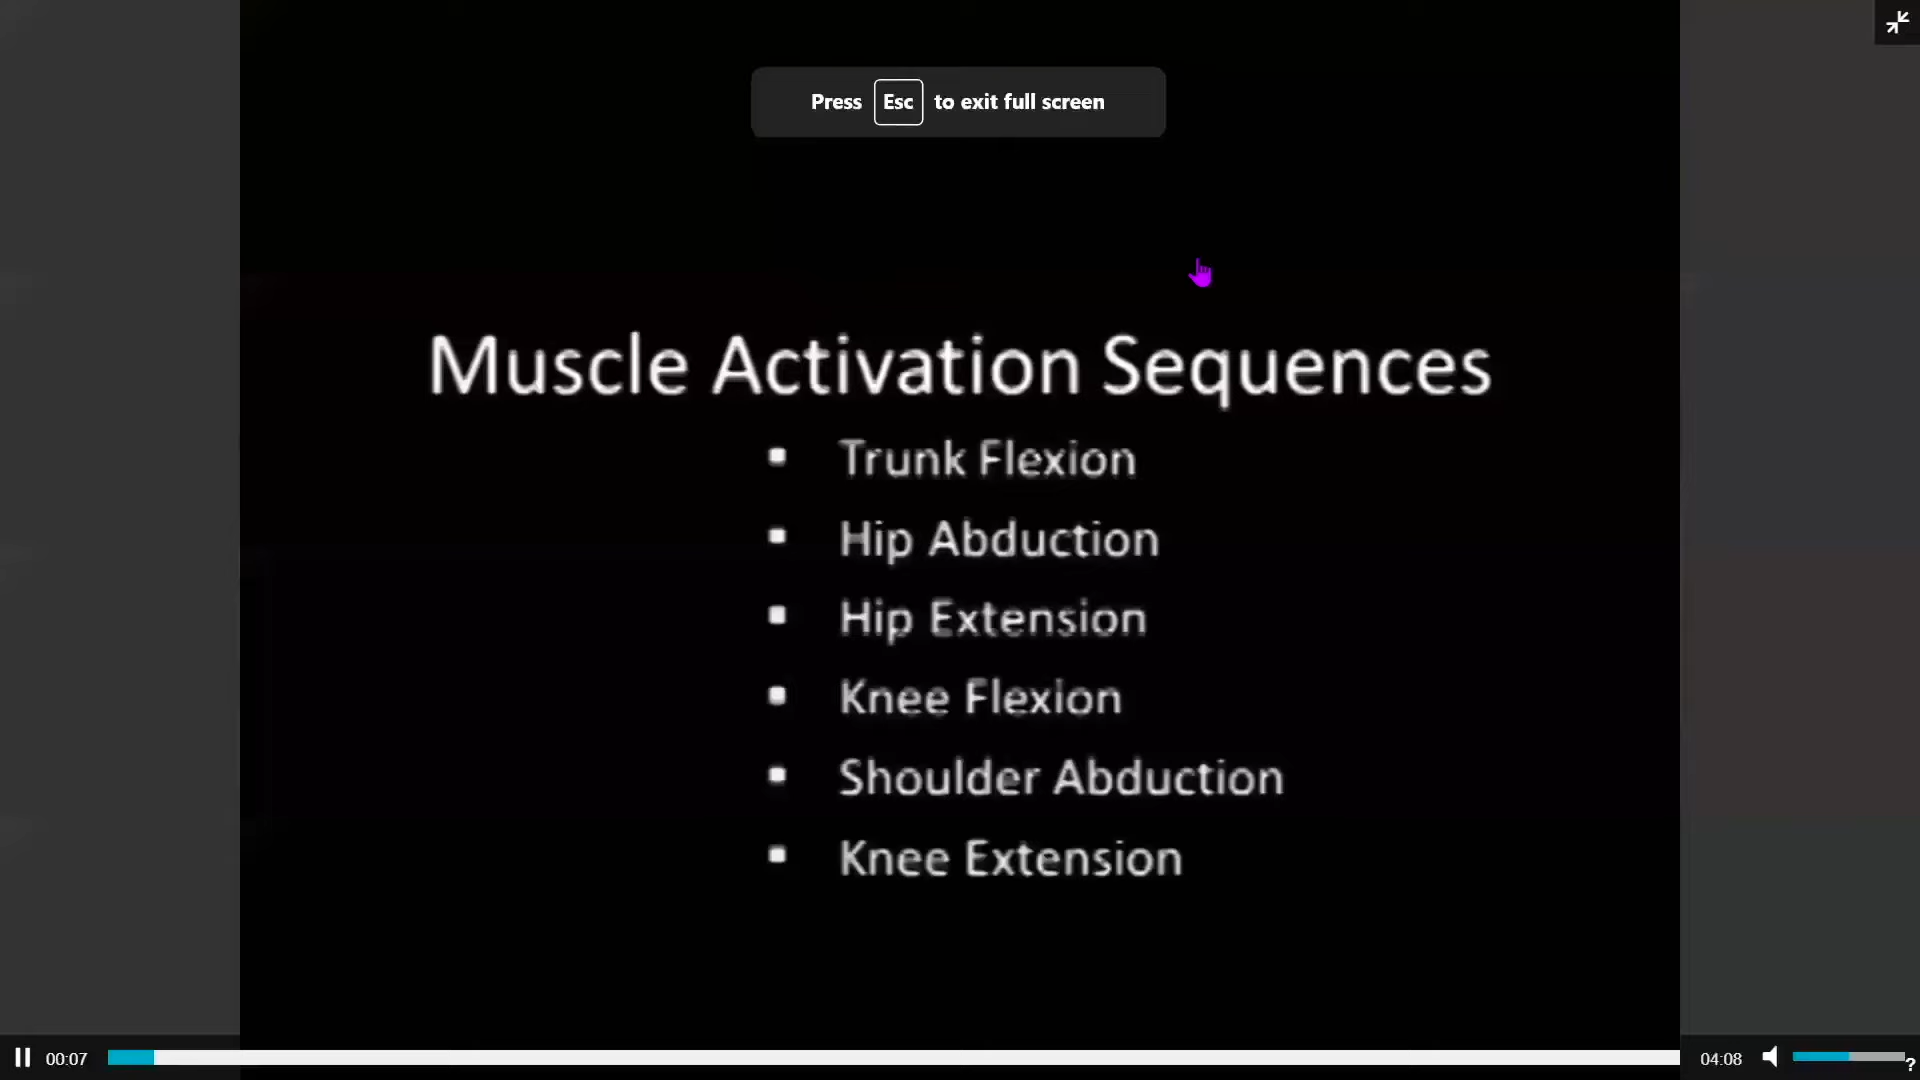 Press Esc to exit full screen
Muscle Activation Sequences
▪ Trunk Flexion
▪ Hip Abduction
▪ Hip Extension
▪ Knee Flexion
▪ Shoulder Abduction
▪ Knee Extension
00:07 04:08 ?